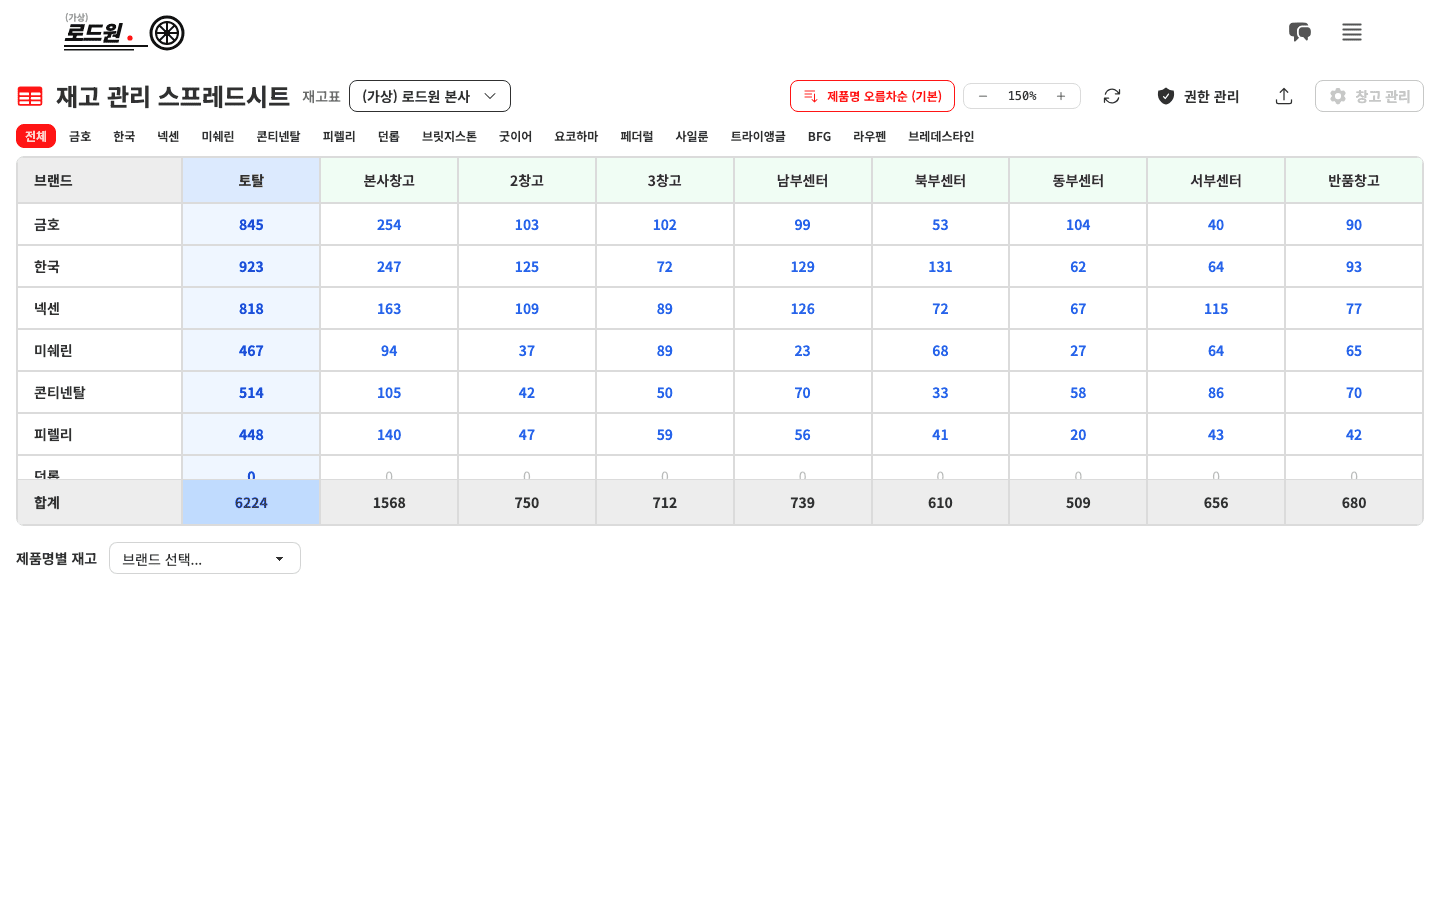 (가상)
로드원
재고 관리 스프레드시트 재고표 (가상) 로드원 본사 제품명 오름차순 (기본) − 150% + 권한 관리 창고 관리
전체 금호 한국 넥센 미쉐린 콘티넨탈 피렐리 던롭 브릿지스톤 굿이어 요코하마 페더럴 사일룬 트라이앵글 BFG 라우펜 브레데스타인
브랜드 토탈 본사창고 2창고 3창고 남부센터 북부센터 동부센터 서부센터 반품창고
금호 845 254 103 102 99 53 104 40 90
한국 923 247 125 72 129 131 62 64 93
넥센 818 163 109 89 126 72 67 115 77
미쉐린 467 94 37 89 23 68 27 64 65
콘티넨탈 514 105 42 50 70 33 58 86 70
피렐리 448 140 47 59 56 41 20 43 42
던롭 0 0 0 0 0 0 0 0 0
합계 6224 1568 750 712 739 610 509 656 680
제품명별 재고 브랜드 선택...